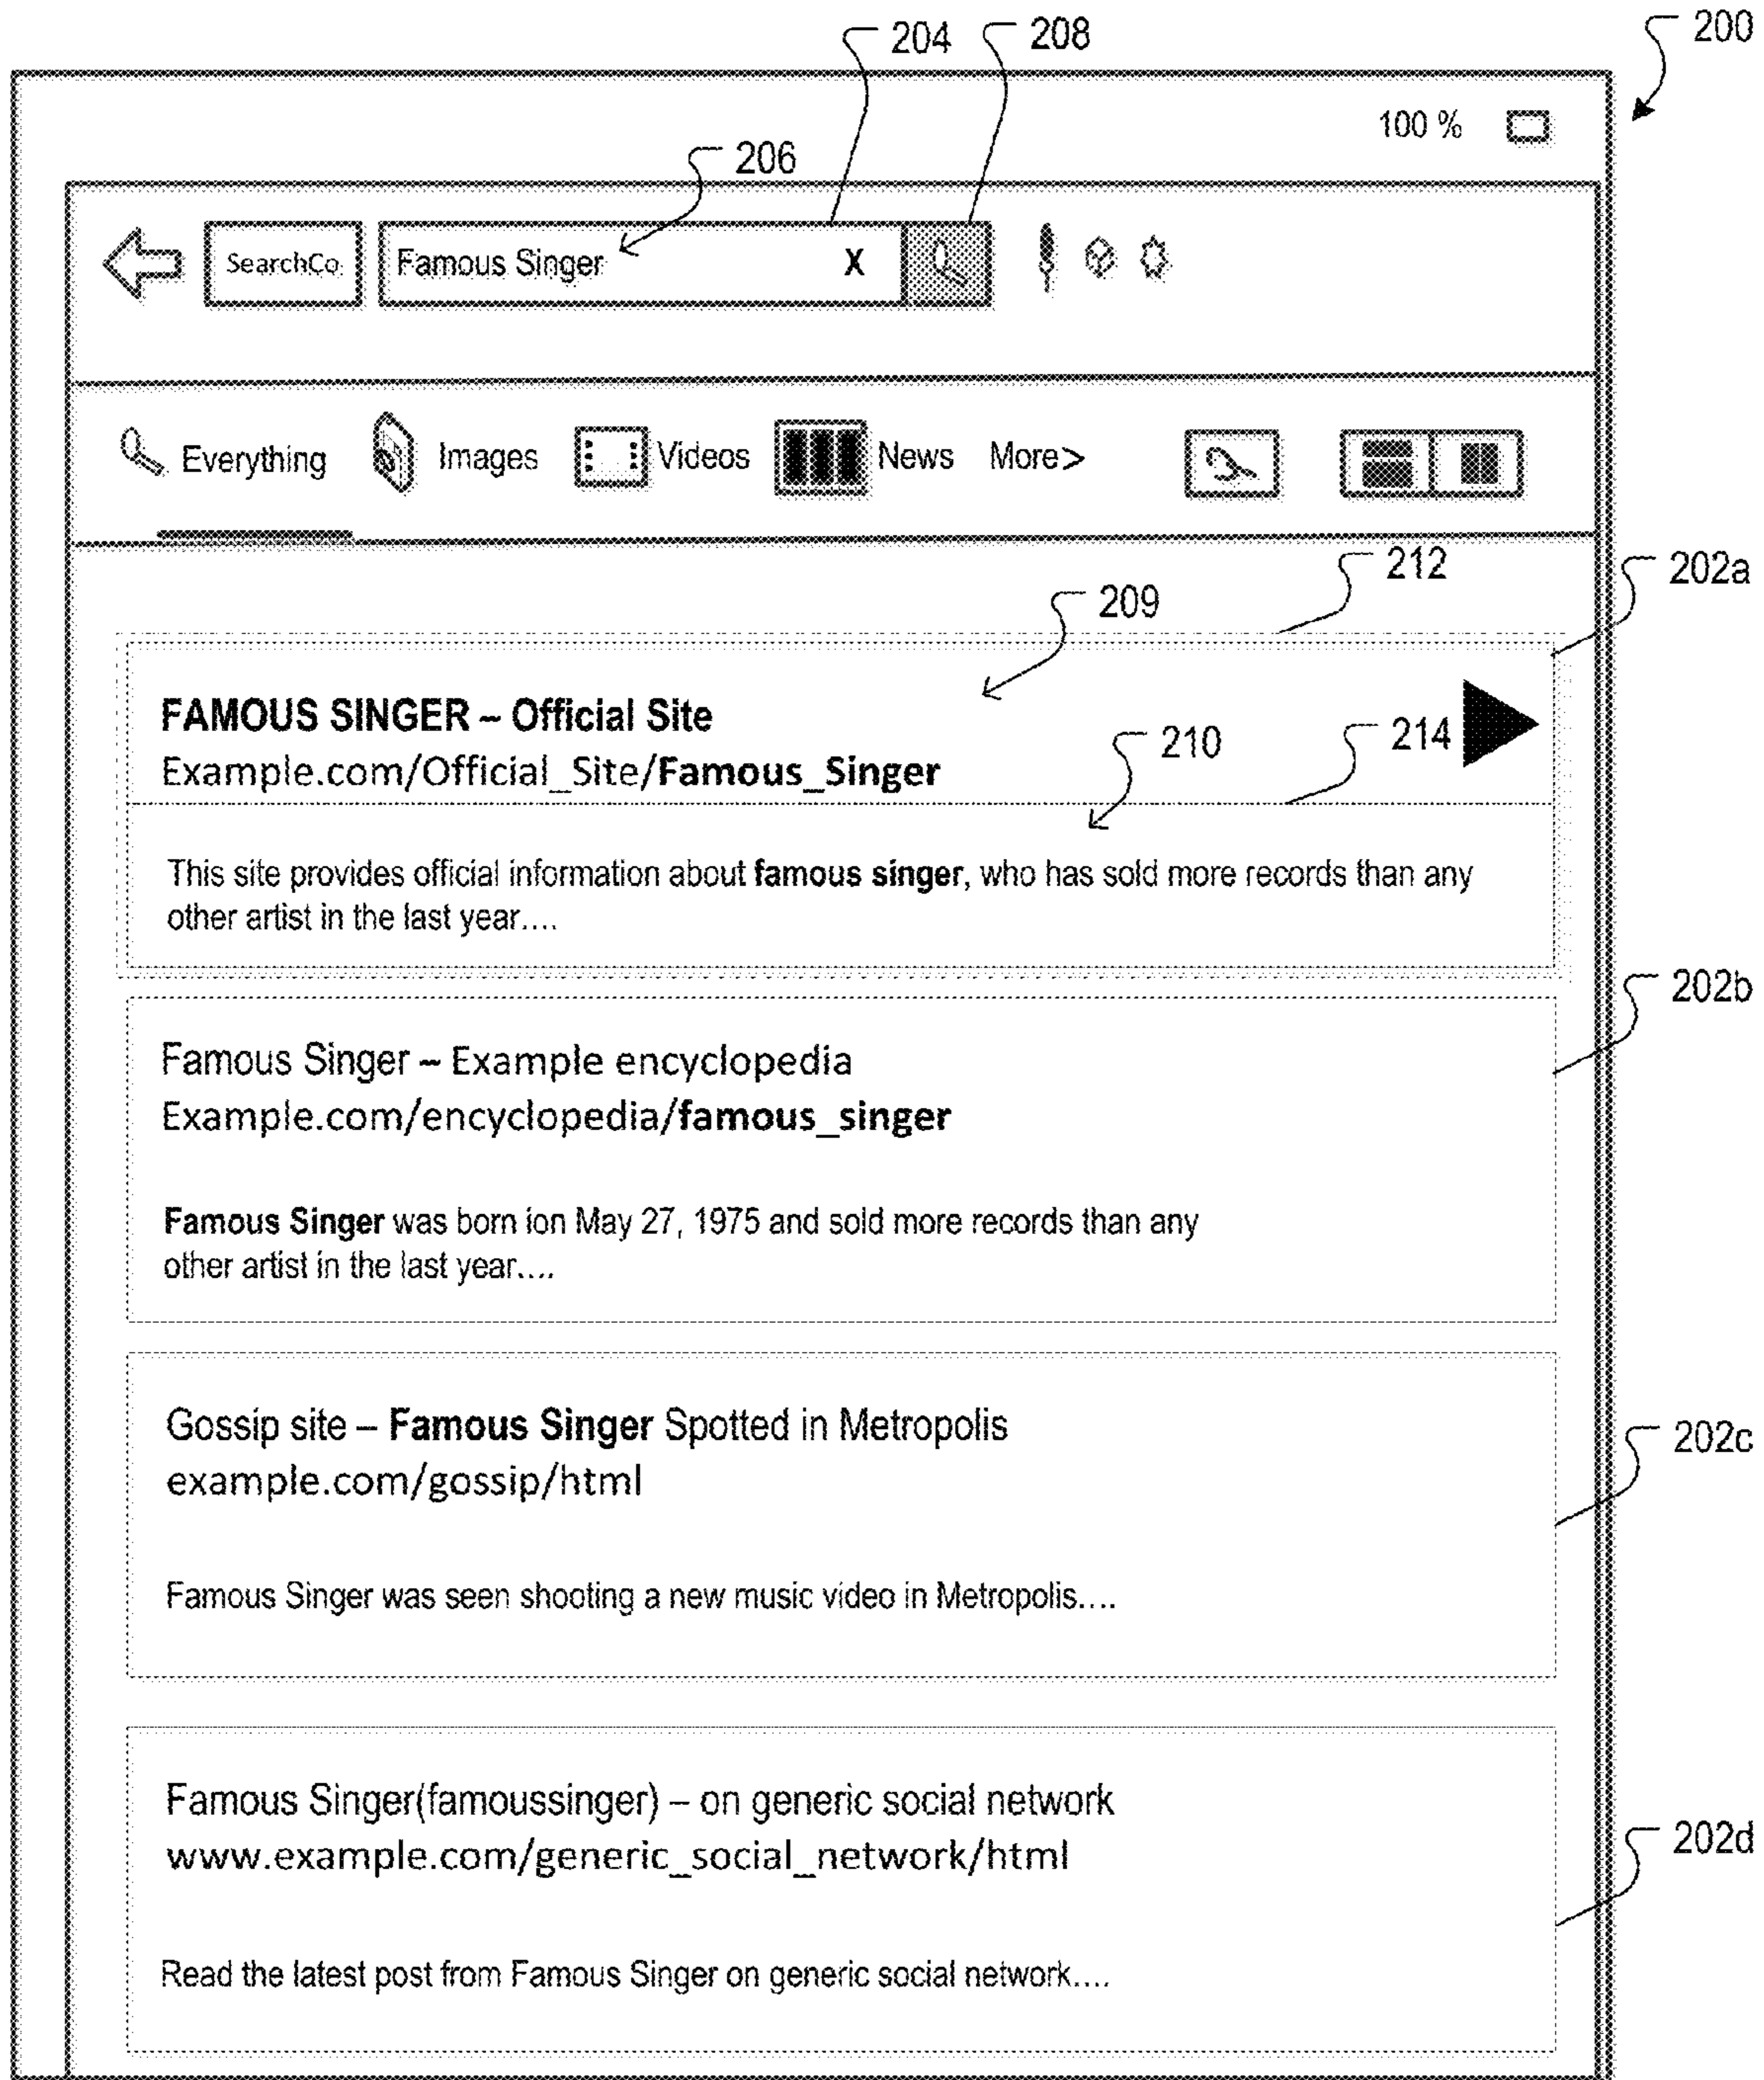 204 208 200
100 %
206
SearchCo Famous Singer X
Everything Images Videos News More>
212 202a
209
FAMOUS SINGER – Official Site
210 214
Example.com/Official_Site/Famous_Singer
This site provides official information about famous singer, who has sold more records than any
other artist in the last year....
202b
Famous Singer – Example encyclopedia
Example.com/encyclopedia/famous_singer
Famous Singer was born ion May 27, 1975 and sold more records than any
other artist in the last year....
Gossip site – Famous Singer Spotted in Metropolis
202c
example.com/gossip/html
Famous Singer was seen shooting a new music video in Metropolis....
Famous Singer(famoussinger) – on generic social network
202d
www.example.com/generic_social_network/html
Read the latest post from Famous Singer on generic social network....